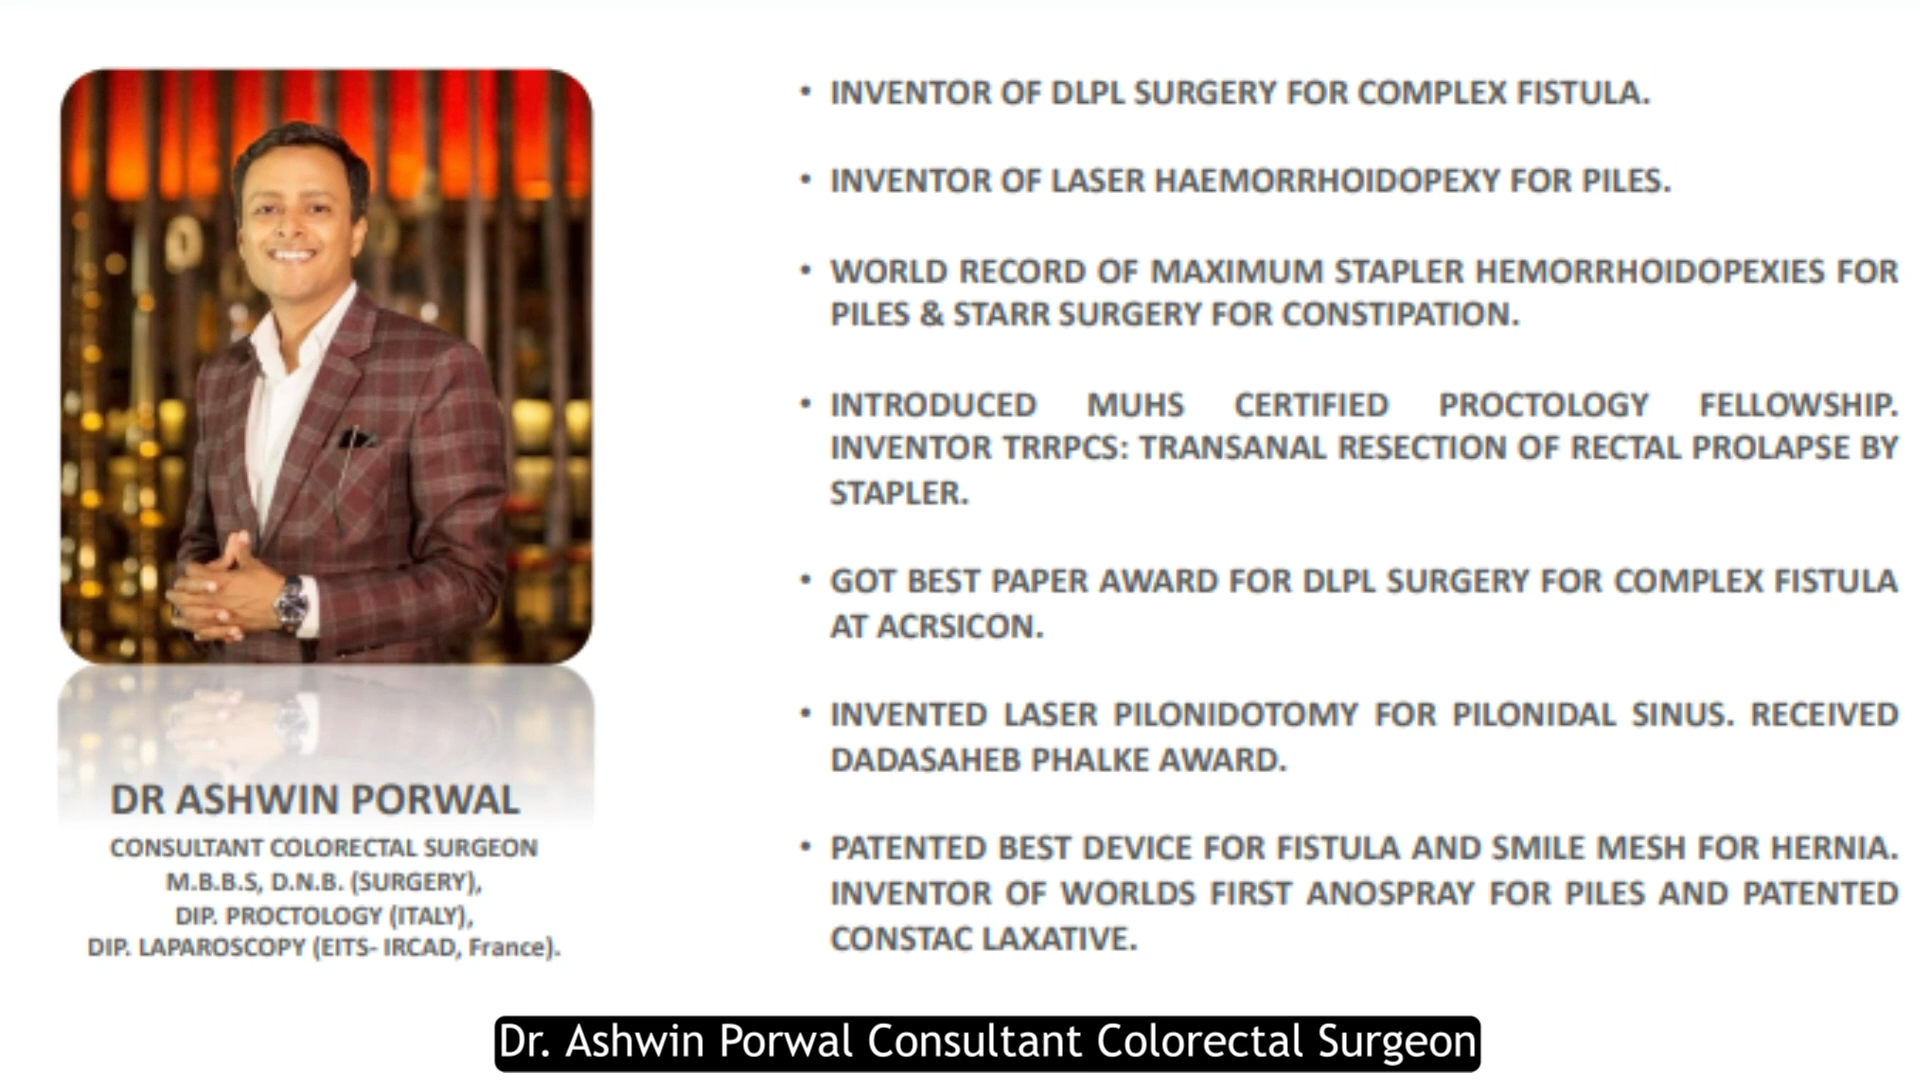 DR ASHWIN PORWAL
CONSULTANT COLORECTAL SURGEON
M.B.B.S, D.N.B. (SURGERY),
DIP. PROCTOLOGY (ITALY),
DIP. LAPAROSCOPY (EITS- IRCAD, France).
• INVENTOR OF DLPL SURGERY FOR COMPLEX FISTULA.
• INVENTOR OF LASER HAEMORRHOIDOPEXY FOR PILES.
• WORLD RECORD OF MAXIMUM STAPLER HEMORRHOIDOPEXIES FOR
PILES & STARR SURGERY FOR CONSTIPATION.
• INTRODUCED MUHS CERTIFIED PROCTOLOGY FELLOWSHIP.
INVENTOR TRRPCS: TRANSANAL RESECTION OF RECTAL PROLAPSE BY
STAPLER.
• GOT BEST PAPER AWARD FOR DLPL SURGERY FOR COMPLEX FISTULA
AT ACRSICON.
• INVENTED LASER PILONIDOTOMY FOR PILONIDAL SINUS. RECEIVED
DADASAHEB PHALKE AWARD.
• PATENTED BEST DEVICE FOR FISTULA AND SMILE MESH FOR HERNIA.
INVENTOR OF WORLDS FIRST ANOSPRAY FOR PILES AND PATENTED
CONSTAC LAXATIVE.
Dr. Ashwin Porwal Consultant Colorectal Surgeon